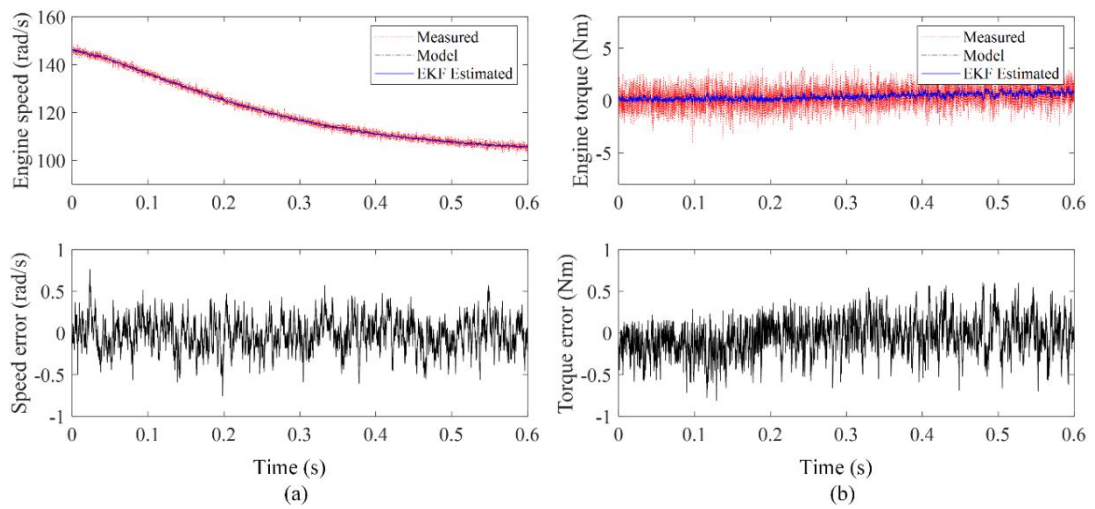 Engine speed (rad/s)
160
140
120
100
Measured
Model
EKF Estimated
0 0.1 0.2 0.3 0.4 0.5 0.6
Engine torque (Nm)
5
0
-5
Measured
Model
EKF Estimated
0 0.1 0.2 0.3 0.4 0.5 0.6
Speed error (rad/s)
1
0.5
0
-0.5
-1
0 0.1 0.2 0.3 0.4 0.5 0.6
Time (s)
(a)
Torque error (Nm)
1
0.5
0
-0.5
-1
0 0.1 0.2 0.3 0.4 0.5 0.6
Time (s)
(b)